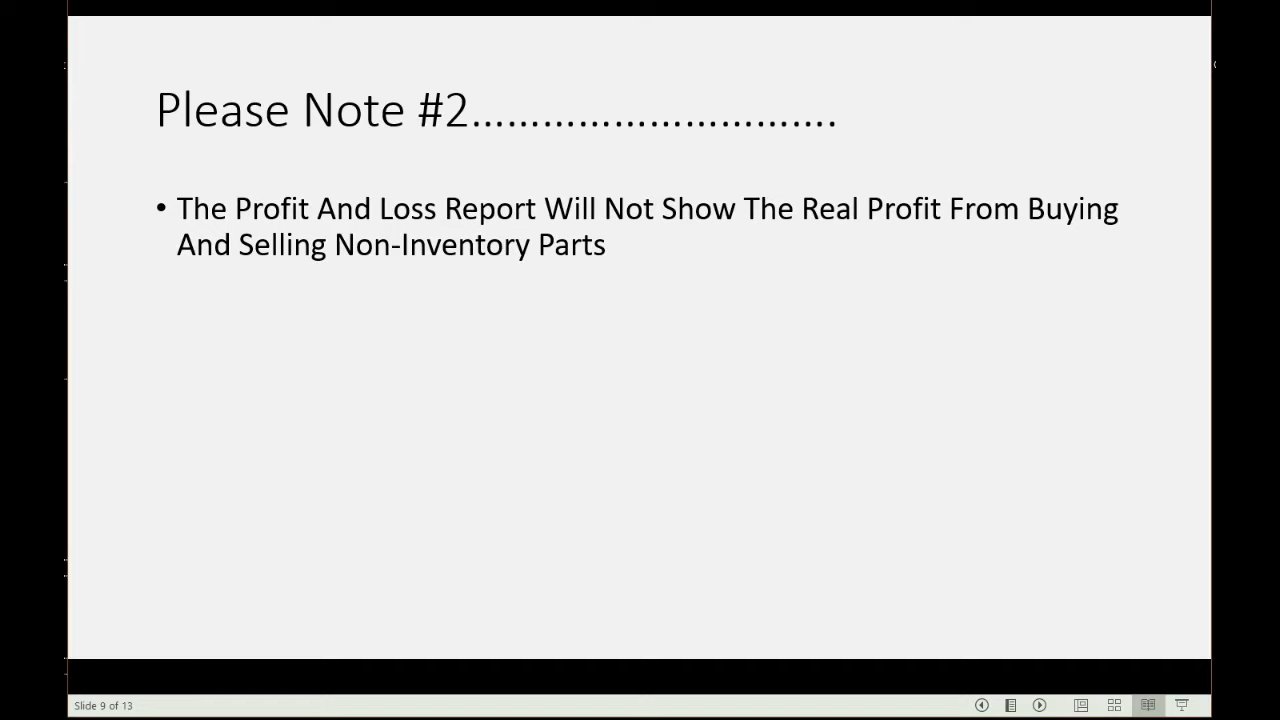 Please Note #2...............................
• The Profit And Loss Report Will Not Show The Real Profit From Buying
And Selling Non-Inventory Parts
Slide 9 of 13